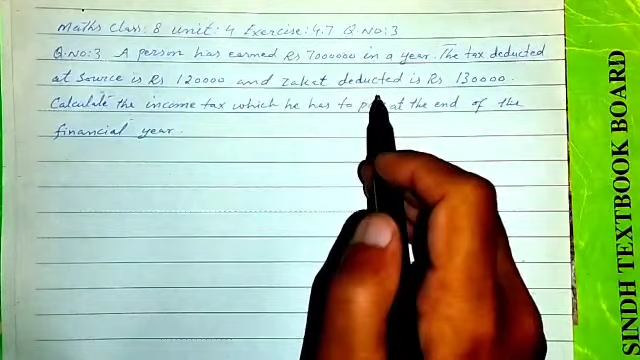 Maths Class: 8 Unit: 4 Exercise: 4.7 Q.NO: 3
Q.NO: 3 A person has earned Rs 7000000 in a year. The tax deducted
at source is Rs 120000 and Zakat deducted is Rs 130000.
Calculate the income tax which he has to at the end of the
financial year.
SINDH TEXTBOOK BOARD